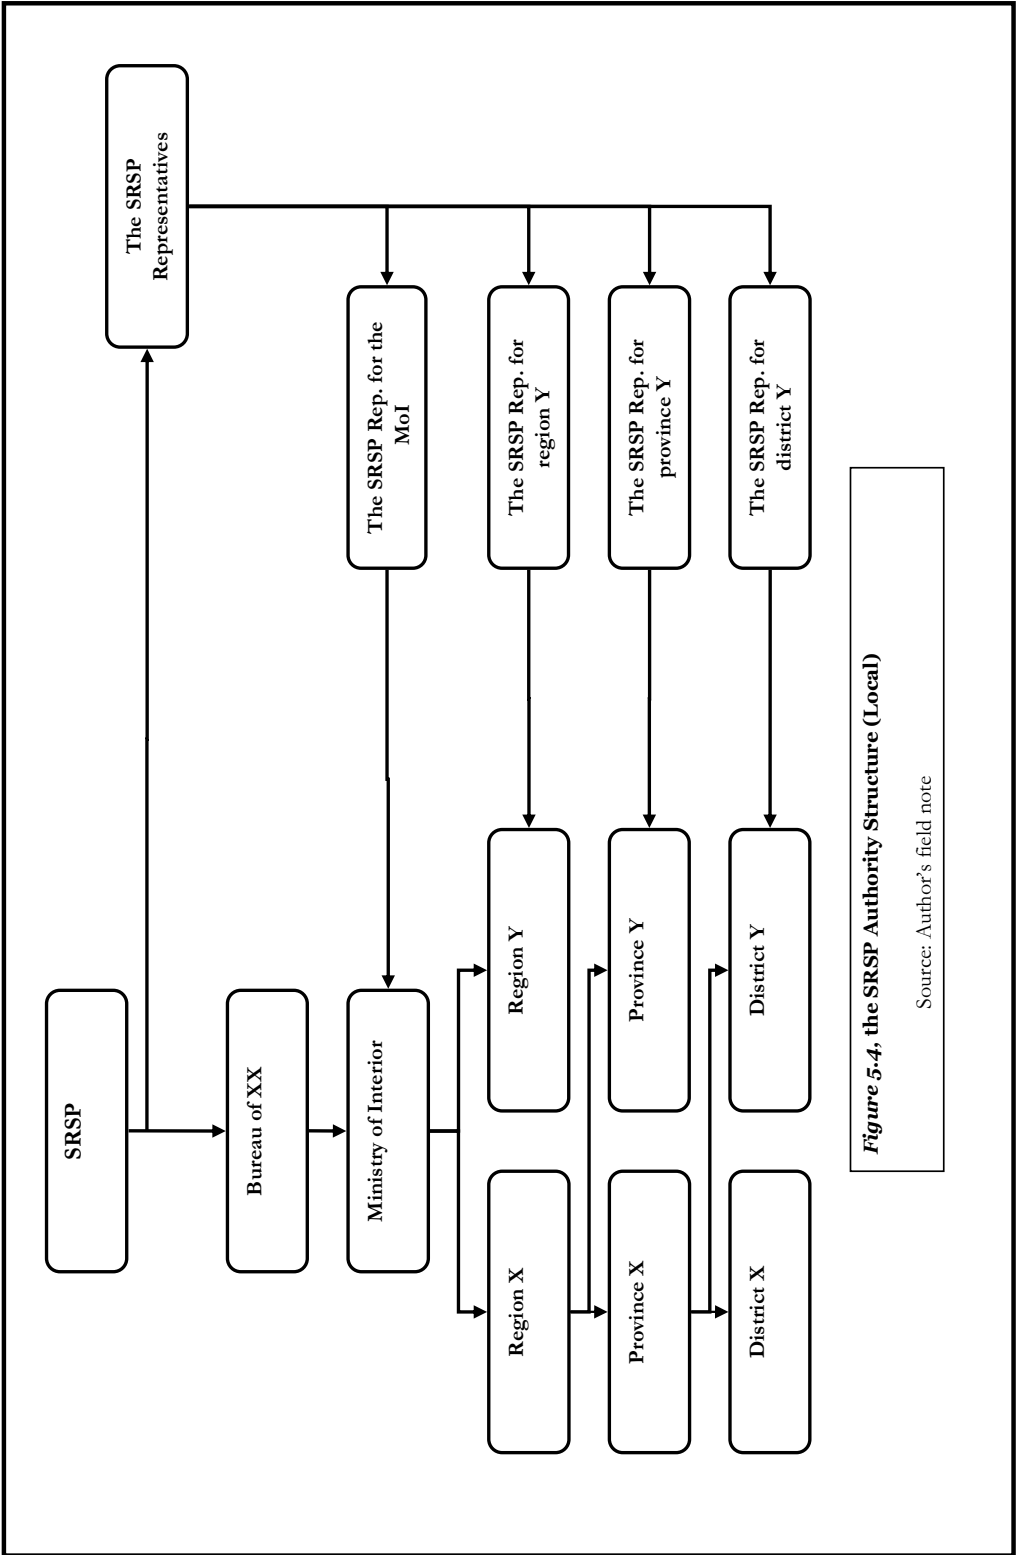 SRSP
The SRSP
Representatives
Bureau of XX
Ministry of Interior
The SRSP Rep. for the
MoI
Region X
Region Y
The SRSP Rep. for
region Y
Province X
Province Y
The SRSP Rep. for
province Y
District X
District Y
The SRSP Rep. for
district Y
Figure 5.4, the SRSP Authority Structure (Local)
Source: Author's field note